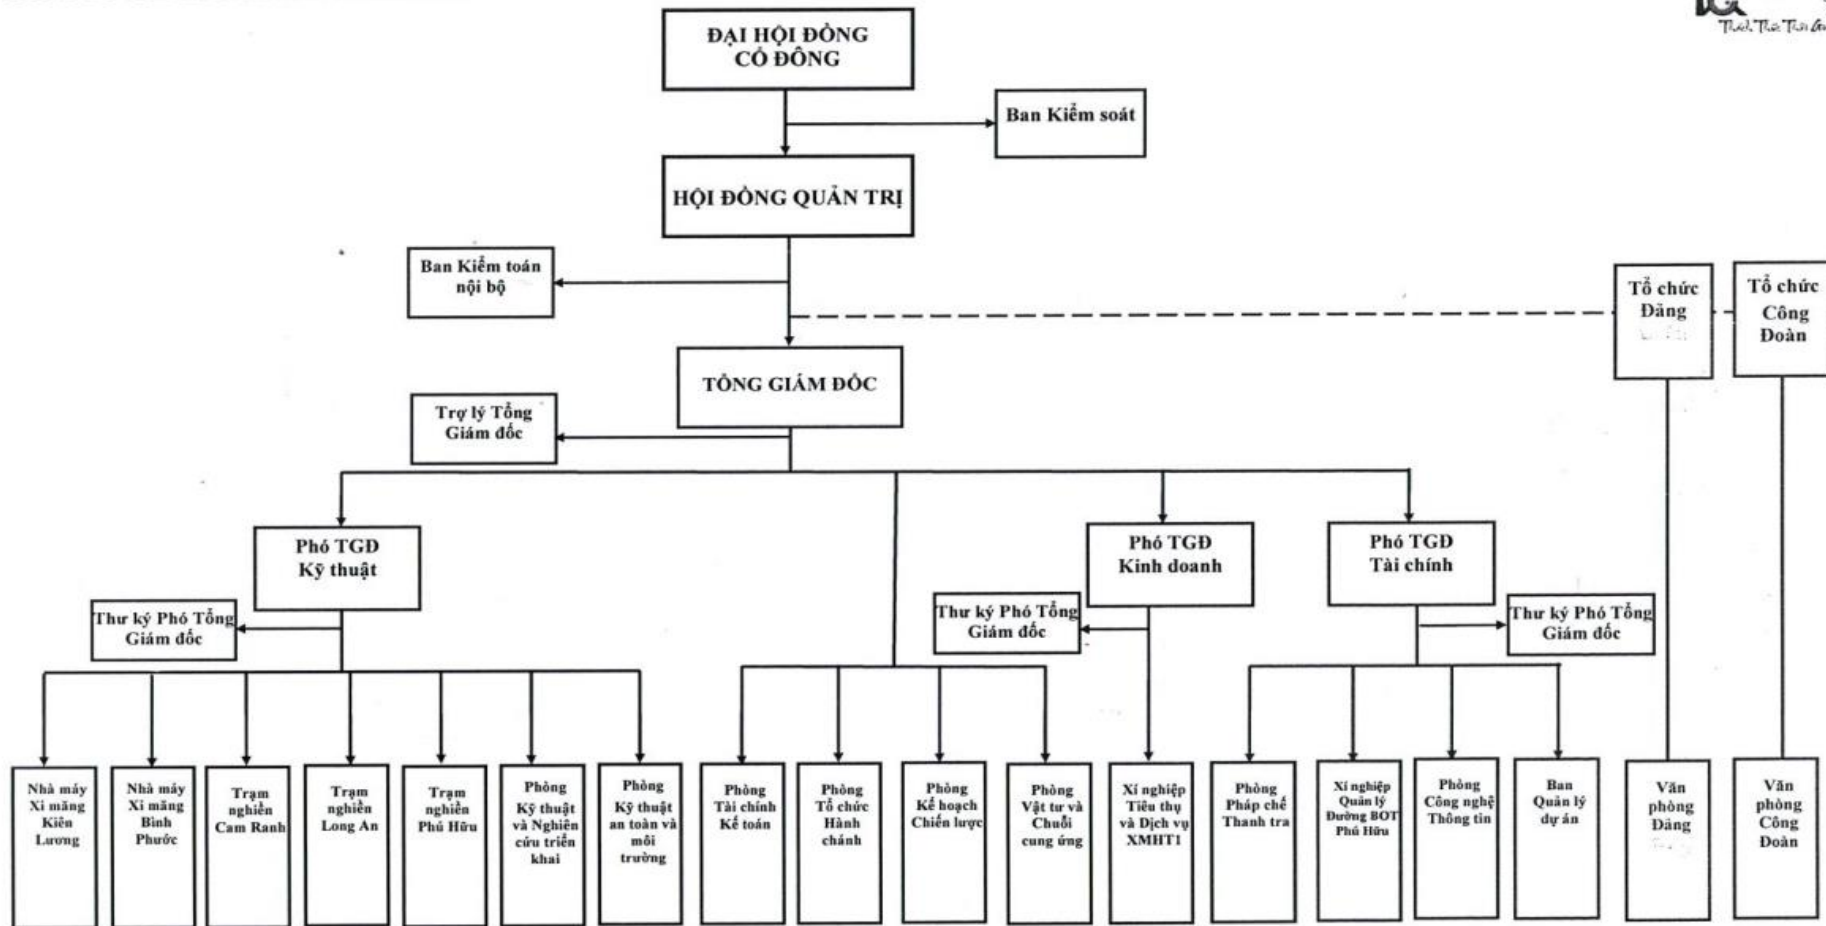 ĐẠI HỘI ĐỒNG
CỔ ĐÔNG
Ban Kiểm soát
HỘI ĐỒNG QUẢN TRỊ
Ban Kiểm toán
nội bộ
Tổ chức
Đảng
Tổ chức
Công
Đoàn
TỔNG GIÁM ĐỐC
Trợ lý Tổng
Giám đốc
Phó TGĐ
Kỹ thuật
Phó TGĐ
Kinh doanh
Phó TGĐ
Tài chính
Thư ký Phó Tổng
Giám đốc
Thư ký Phó Tổng
Giám đốc
Thư ký Phó Tổng
Giám đốc
Nhà máy
Xi măng
Kiên
Lương
Nhà máy
Xi măng
Bình
Phước
Trạm
nghiền
Cam Ranh
Trạm
nghiền
Long An
Trạm
nghiền
Phú Hữu
Phòng
Kỹ thuật
và Nghiên
cứu triển
khai
Phòng
Kỹ thuật
an toàn và
môi
trường
Phòng
Tài chính
Kế toán
Phòng
Tổ chức
Hành
chánh
Phòng
Kế hoạch
Chiến lược
Phòng
Vật tư và
Chuỗi
cung ứng
Xí nghiệp
Tiêu thụ
và Dịch vụ
XMHT1
Phòng
Pháp chế
Thanh tra
Xí nghiệp
Quản lý
Đường BOT
Phú Hữu
Phòng
Công nghệ
Thông tin
Ban
Quản lý
dự án
Văn
phòng
Đảng
Văn
phòng
Công
Đoàn